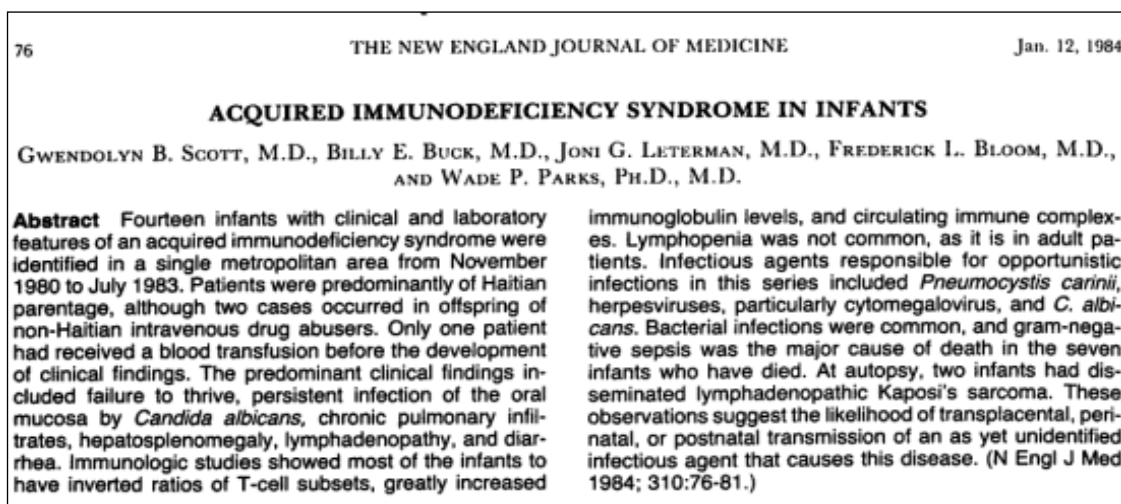 76 THE NEW ENGLAND JOURNAL OF MEDICINE Jan. 12, 1984
ACQUIRED IMMUNODEFICIENCY SYNDROME IN INFANTS
GWENDOLYN B. SCOTT, M.D., BILLY E. BUCK, M.D., JONI G. LETERMAN, M.D., FREDERICK L. BLOOM, M.D.,
AND WADE P. PARKS, PH.D., M.D.
Abstract Fourteen infants with clinical and laboratory
features of an acquired immunodeficiency syndrome were
identified in a single metropolitan area from November
1980 to July 1983. Patients were predominantly of Haitian
parentage, although two cases occurred in offspring of
non-Haitian intravenous drug abusers. Only one patient
had received a blood transfusion before the development
of clinical findings. The predominant clinical findings in-
cluded failure to thrive, persistent infection of the oral
mucosa by Candida albicans, chronic pulmonary infil-
trates, hepatosplenomegaly, lymphadenopathy, and diar-
rhea. Immunologic studies showed most of the infants to
have inverted ratios of T-cell subsets, greatly increased
immunoglobulin levels, and circulating immune complex-
es. Lymphopenia was not common, as it is in adult pa-
tients. Infectious agents responsible for opportunistic
infections in this series included Pneumocystis carinii,
herpesviruses, particularly cytomegalovirus, and C. albi-
cans. Bacterial infections were common, and gram-nega-
tive sepsis was the major cause of death in the seven
infants who have died. At autopsy, two infants had dis-
seminated lymphadenopathic Kaposi's sarcoma. These
observations suggest the likelihood of transplacental, peri-
natal, or postnatal transmission of an as yet unidentified
infectious agent that causes this disease. (N Engl J Med
1984; 310:76-81.)